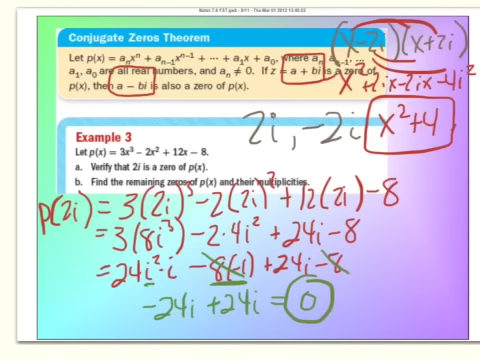 Notes 7.6 FST.gwb - 9/11 - Thu Mar 01 2012 13:48:03
Conjugate Zeros Theorem
Let p(x) = aₙxⁿ + aₙ₋₁xⁿ⁻¹ + ⋯ + a₁x + a₀, where aₙ, aₙ₋₁, …,
a₁, a₀ are all real numbers, and aₙ ≠ 0. If z = a + bi is a zero of
p(x), then a − bi is also a zero of p(x).
(x-2i)(x+2i)
x²+2ix-2ix-4i²
2i, -2i
x²+4
Example 3
Let p(x) = 3x³ − 2x² + 12x − 8.
a. Verify that 2i is a zero of p(x).
b. Find the remaining zeros of p(x) and their multiplicities.
p(2i) = 3(2i)³ - 2(2i)² + 12(2i) - 8
= 3(8i³) - 2·4i² + 24i - 8
= 24i²·i - 8(-1) + 24i - 8
-24i + 24i = 0